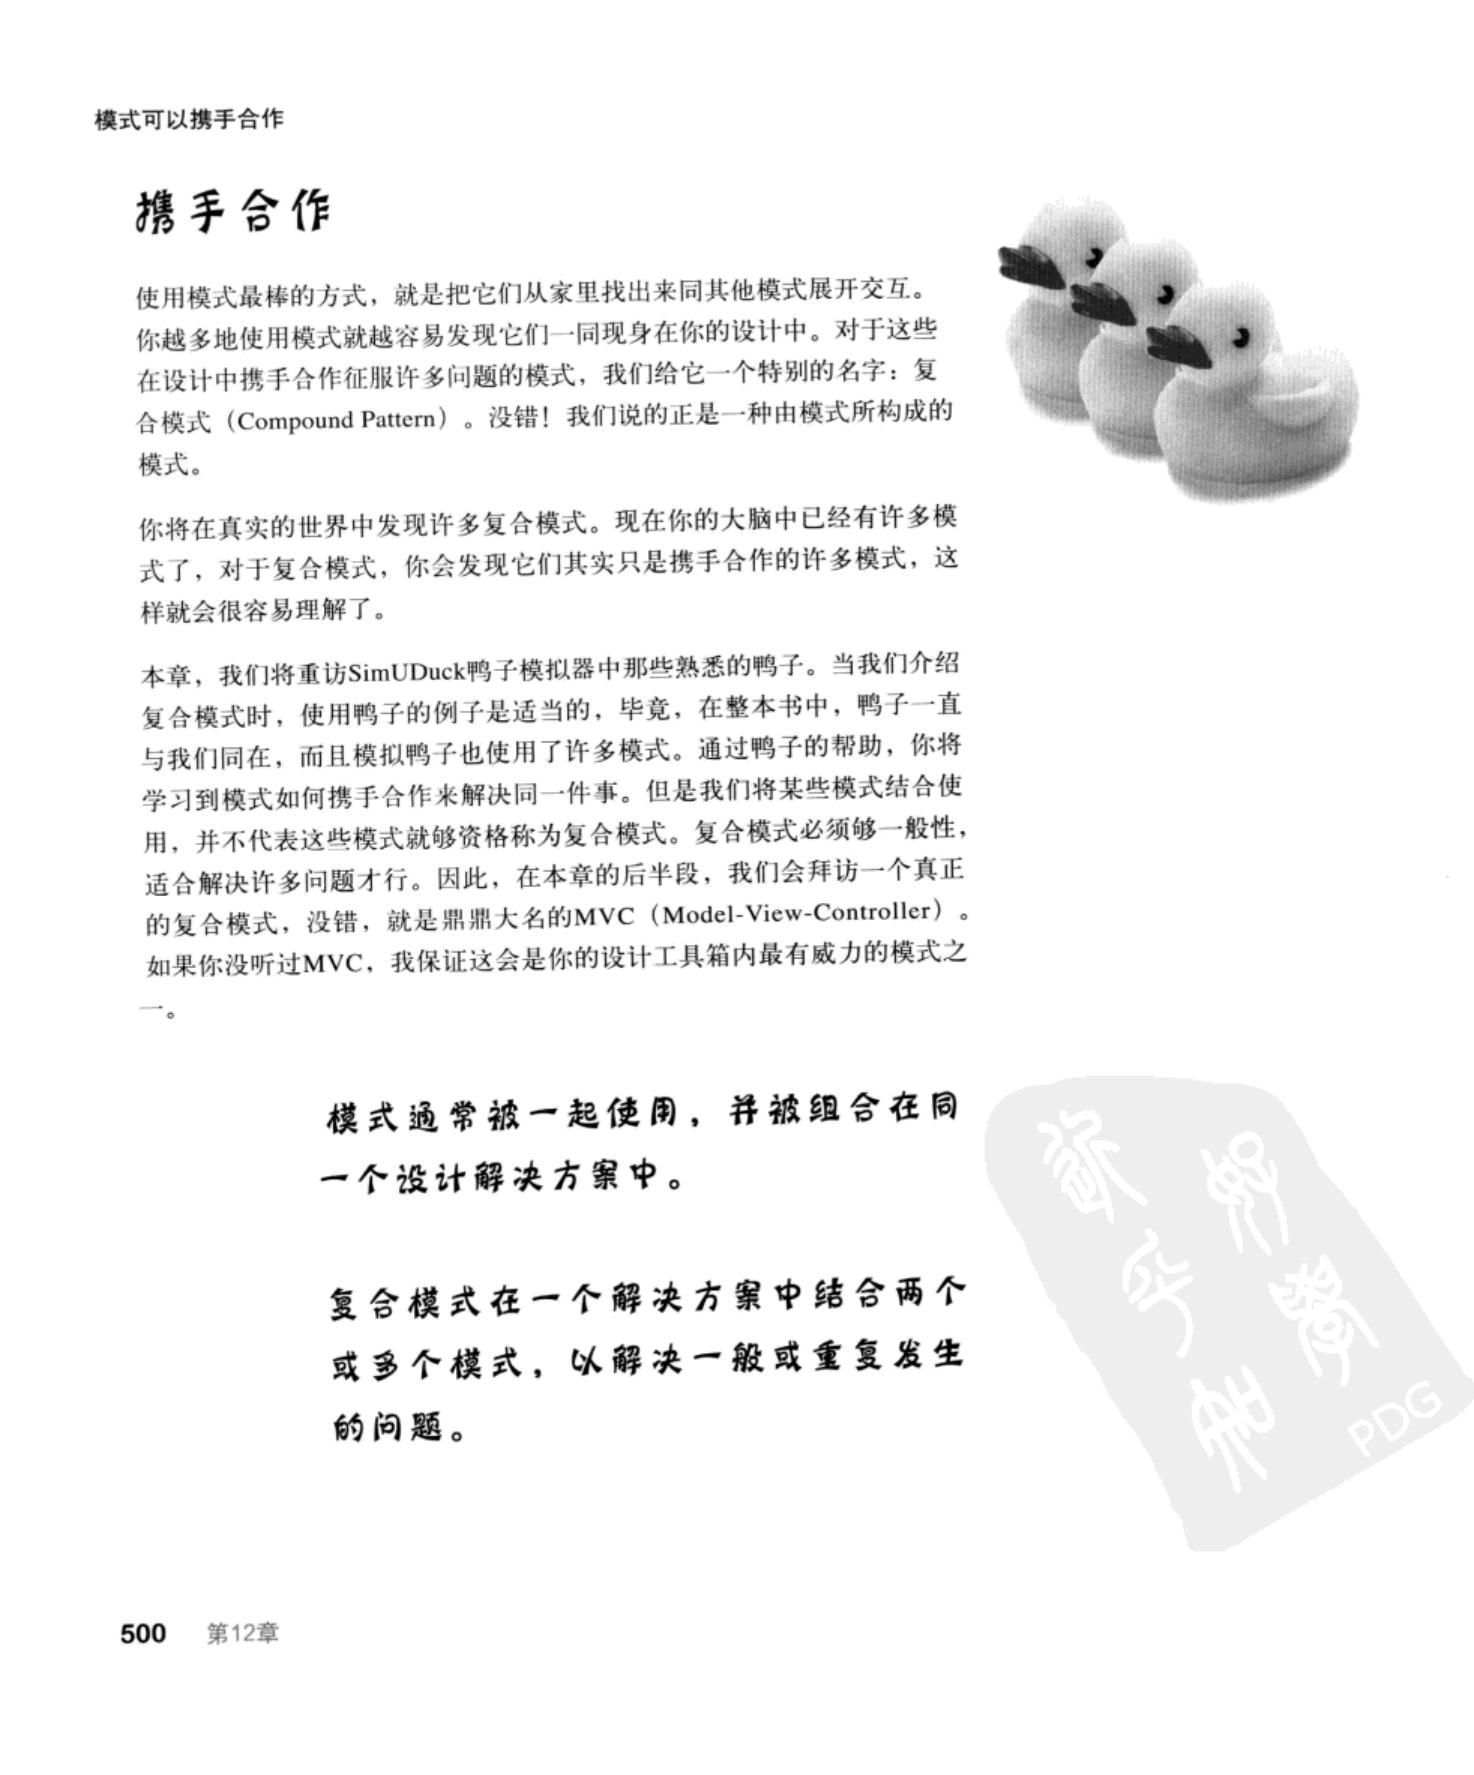 模式可以携手合作
携手合作
使用模式最棒的方式，就是把它们从家里找出来同其他模式展开交互。
你越多地使用模式就越容易发现它们一同现身在你的设计中。对于这些
在设计中携手合作征服许多问题的模式，我们给它一个特别的名字：复
合模式（Compound Pattern）。没错！我们说的正是一种由模式所构成的
模式。
你将在真实的世界中发现许多复合模式。现在你的大脑中已经有许多模
式了，对于复合模式，你会发现它们其实只是携手合作的许多模式，这
样就会很容易理解了。
本章，我们将重访SimUDuck鸭子模拟器中那些熟悉的鸭子。当我们介绍
复合模式时，使用鸭子的例子是适当的，毕竟，在整本书中，鸭子一直
与我们同在，而且模拟鸭子也使用了许多模式。通过鸭子的帮助，你将
学习到模式如何携手合作来解决同一件事。但是我们将某些模式结合使
用，并不代表这些模式就够资格称为复合模式。复合模式必须够一般性，
适合解决许多问题才行。因此，在本章的后半段，我们会拜访一个真正
的复合模式，没错，就是鼎鼎大名的MVC（Model-View-Controller）。
如果你没听过MVC，我保证这会是你的设计工具箱内最有威力的模式之
一。
模式通常被一起使用，并被组合在同
一个设计解决方案中。
复合模式在一个解决方案中结合两个
或多个模式，以解决一般或重复发生
的问题。
PDG
500 第12章